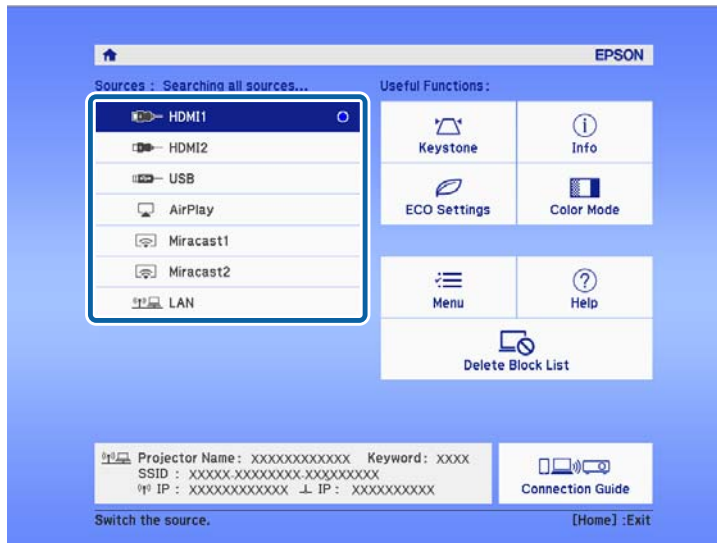 EPSON
Sources : Searching all sources...
HDMI1
HDMI2
USB
AirPlay
Miracast1
Miracast2
LAN
Useful Functions :
Keystone
Info
ECO Settings
Color Mode
Menu
Help
Delete Block List
Projector Name : XXXXXXXXXXXX Keyword : XXXX
SSID : XXXXX-XXXXXXXX-XXXXXXXXX
IP : XXXXXXXXXXXX IP : XXXXXXXXXX
Connection Guide
Switch the source.
[Home] :Exit